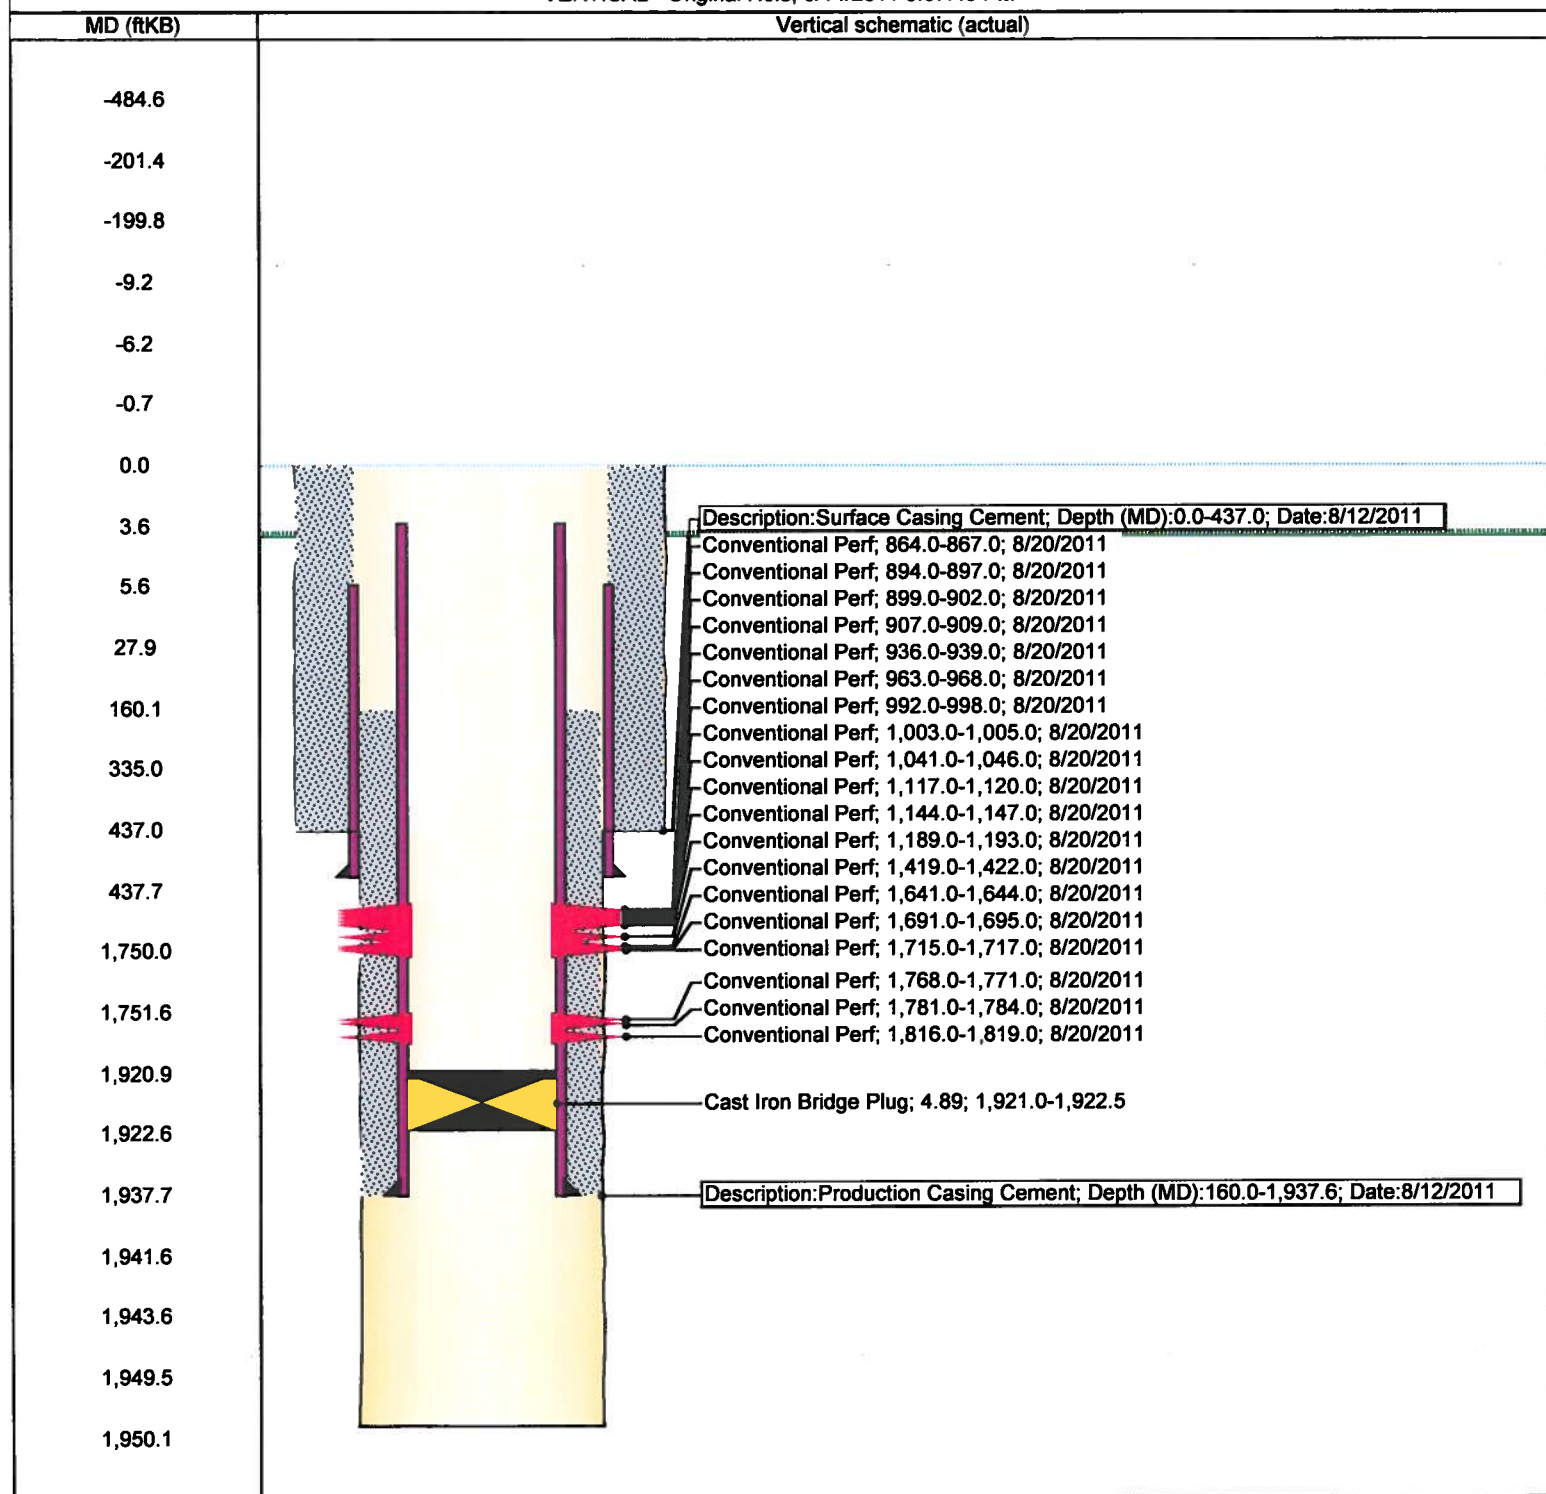 MD (ftKB)
Vertical schematic (actual)
-484.6
-201.4
-199.8
-9.2
-6.2
-0.7
0.0
3.6
5.6
27.9
160.1
335.0
437.0
437.7
1,750.0
1,751.6
1,920.9
1,922.6
1,937.7
1,941.6
1,943.6
1,949.5
1,950.1
Description:Surface Casing Cement; Depth (MD):0.0-437.0; Date:8/12/2011
Conventional Perf; 864.0-867.0; 8/20/2011
Conventional Perf; 894.0-897.0; 8/20/2011
Conventional Perf; 899.0-902.0; 8/20/2011
Conventional Perf; 907.0-909.0; 8/20/2011
Conventional Perf; 936.0-939.0; 8/20/2011
Conventional Perf; 963.0-968.0; 8/20/2011
Conventional Perf; 992.0-998.0; 8/20/2011
Conventional Perf; 1,003.0-1,005.0; 8/20/2011
Conventional Perf; 1,041.0-1,046.0; 8/20/2011
Conventional Perf; 1,117.0-1,120.0; 8/20/2011
Conventional Perf; 1,144.0-1,147.0; 8/20/2011
Conventional Perf; 1,189.0-1,193.0; 8/20/2011
Conventional Perf; 1,419.0-1,422.0; 8/20/2011
Conventional Perf; 1,641.0-1,644.0; 8/20/2011
Conventional Perf; 1,691.0-1,695.0; 8/20/2011
Conventional Perf; 1,715.0-1,717.0; 8/20/2011
Conventional Perf; 1,768.0-1,771.0; 8/20/2011
Conventional Perf; 1,781.0-1,784.0; 8/20/2011
Conventional Perf; 1,816.0-1,819.0; 8/20/2011
Cast Iron Bridge Plug; 4.89; 1,921.0-1,922.5
Description:Production Casing Cement; Depth (MD):160.0-1,937.6; Date:8/12/2011